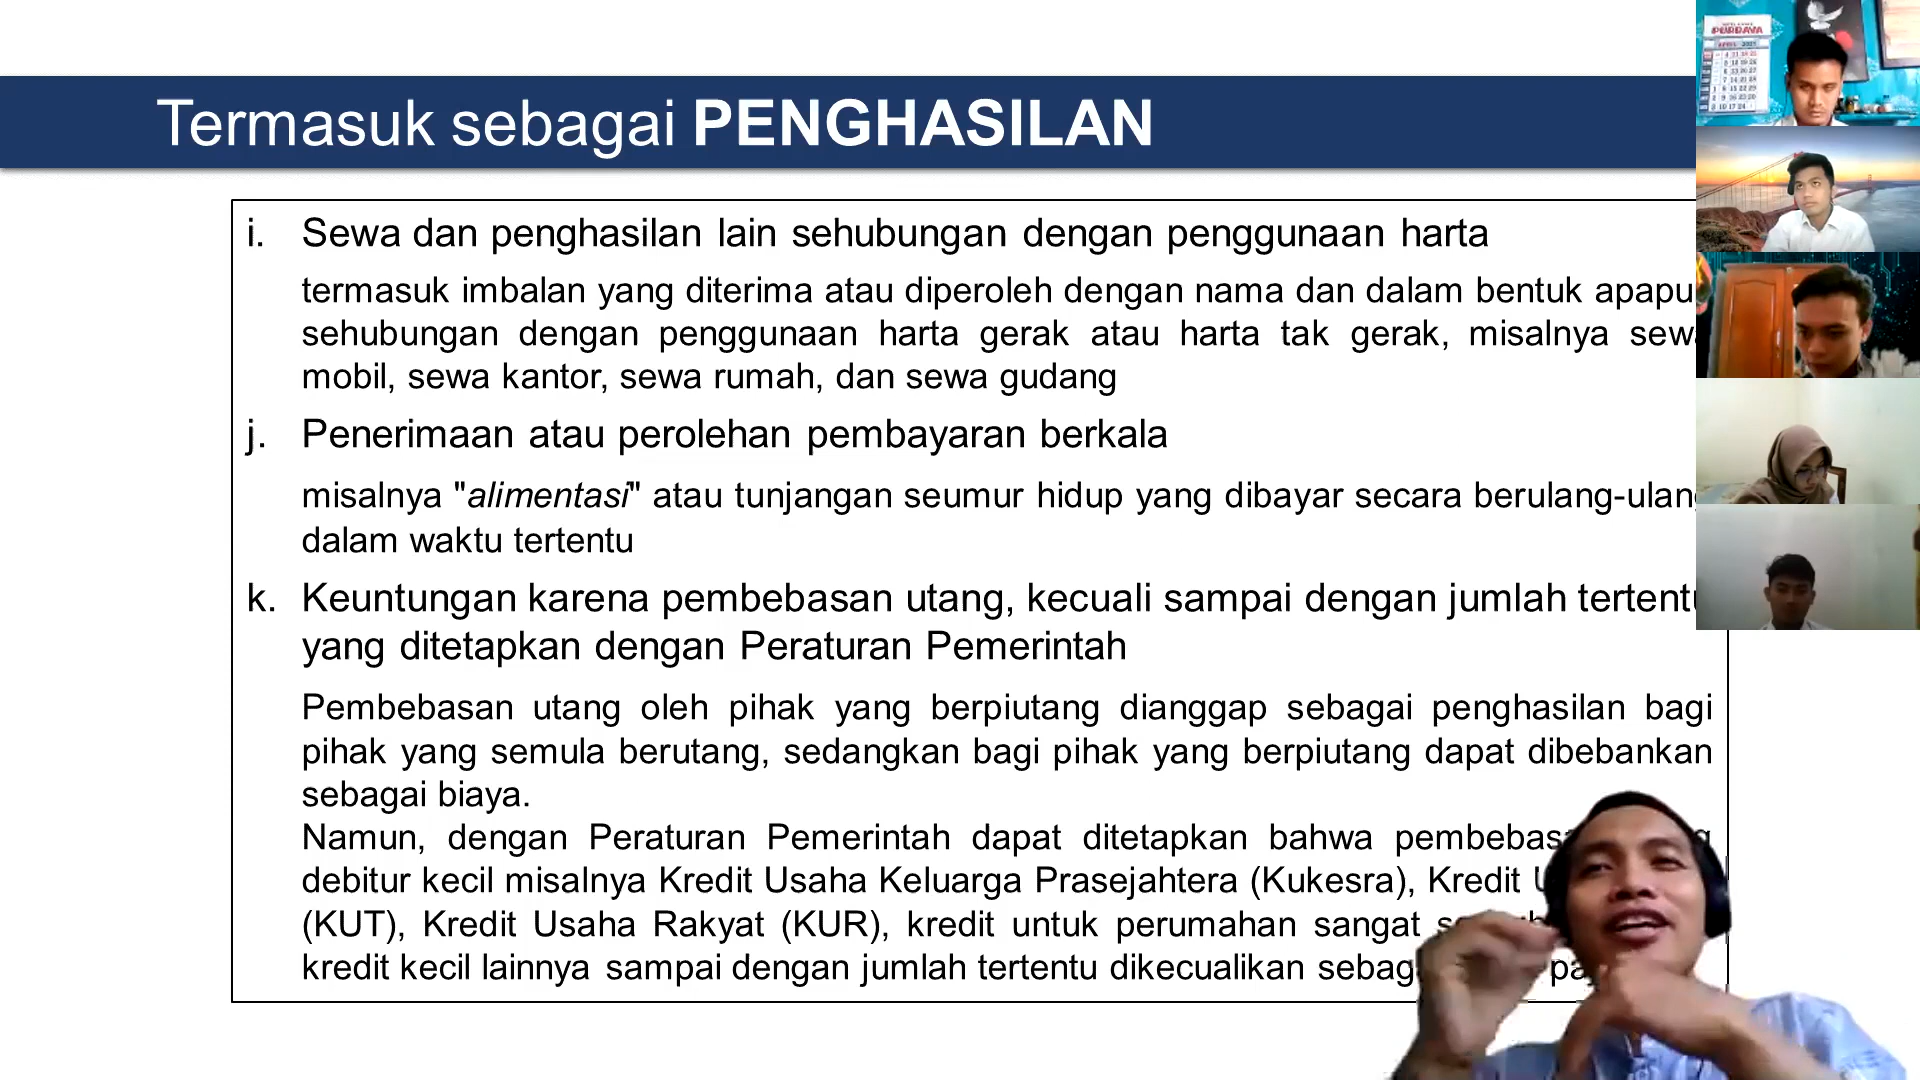 Termasuk sebagai PENGHASILAN
i. Sewa dan penghasilan lain sehubungan dengan penggunaan harta
termasuk imbalan yang diterima atau diperoleh dengan nama dan dalam bentuk
sehubungan dengan penggunaan harta gerak atau harta tak gerak, misalnya
mobil, sewa kantor, sewa rumah, dan sewa gudang
j. Penerimaan atau perolehan pembayaran berkala
misalnya "alimentasi" atau tunjangan seumur hidup yang dibayar secara berulang-ulang
dalam waktu tertentu
k. Keuntungan karena pembebasan utang, kecuali sampai dengan jumlah tertentu
yang ditetapkan dengan Peraturan Pemerintah
Pembebasan utang oleh pihak yang berpiutang dianggap sebagai penghasilan bagi
pihak yang semula berutang, sedangkan bagi pihak yang berpiutang dapat dibebankan
sebagai biaya.
Namun, dengan Peraturan Pemerintah dapat ditetapkan bahwa
debitur kecil misalnya Kredit Usaha Keluarga Prasejahtera (Kukesra), Kredit
(KUT), Kredit Usaha Rakyat (KUR), kredit untuk perumahan sangat
kredit kecil lainnya sampai dengan jumlah tertentu dikecualikan
PURBAYA